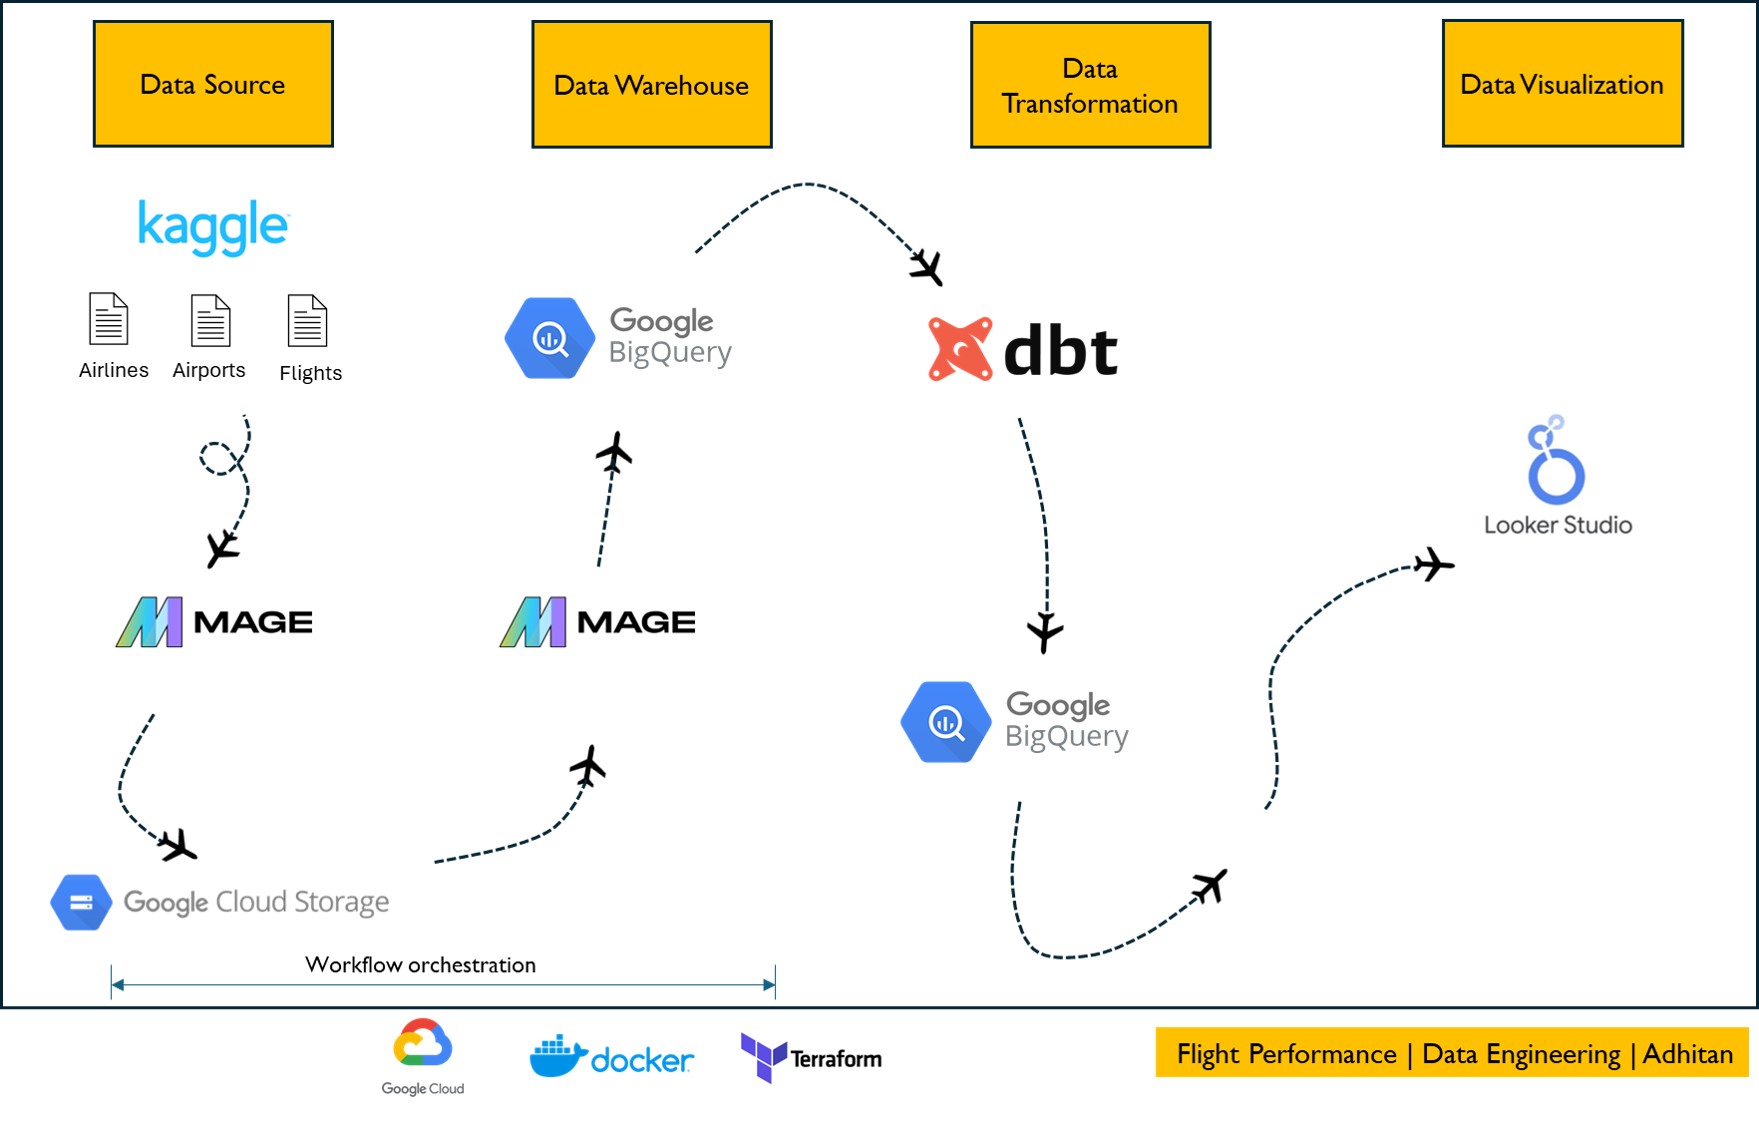 Data Source
Data Warehouse
Data
Transformation
Data Visualization
kaggle
Airlines
Airports
Flights
Google
BigQuery
dbt
Looker Studio
MAGE
MAGE
Google
BigQuery
Google Cloud Storage
Workflow orchestration
Google Cloud
docker
Terraform
Flight Performance | Data Engineering | Adhitan